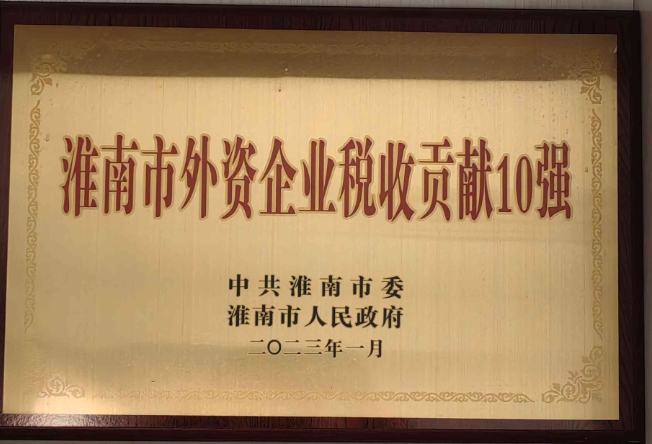 淮南市外资企业税收贡献10强
中共淮南市委
淮南市人民政府
二〇二三年一月